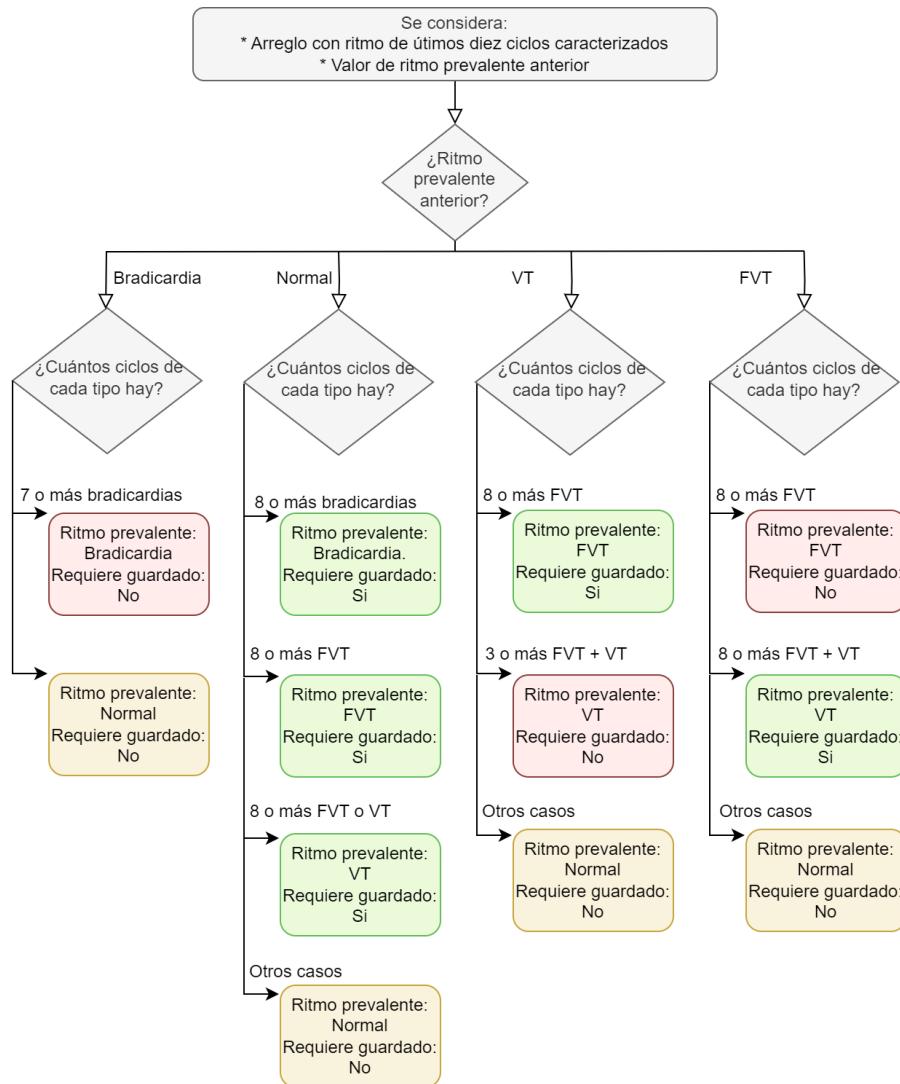 Se considera:
* Arreglo con ritmo de útimos diez ciclos caracterizados
* Valor de ritmo prevalente anterior
¿Ritmo
prevalente
anterior?
Bradicardia
Normal
VT
FVT
¿Cuántos ciclos de
cada tipo hay?
¿Cuántos ciclos de
cada tipo hay?
¿Cuántos ciclos de
cada tipo hay?
¿Cuántos ciclos de
cada tipo hay?
7 o más bradicardias
Ritmo prevalente:
Bradicardia
Requiere guardado:
No
Ritmo prevalente:
Normal
Requiere guardado:
No
8 o más bradicardias
Ritmo prevalente:
Bradicardia.
Requiere guardado:
Si
8 o más FVT
Ritmo prevalente:
FVT
Requiere guardado:
Si
8 o más FVT o VT
Ritmo prevalente:
VT
Requiere guardado:
Si
Otros casos
Ritmo prevalente:
Normal
Requiere guardado:
No
8 o más FVT
Ritmo prevalente:
FVT
Requiere guardado:
Si
3 o más FVT + VT
Ritmo prevalente:
VT
Requiere guardado:
No
Otros casos
Ritmo prevalente:
Normal
Requiere guardado:
No
8 o más FVT
Ritmo prevalente:
FVT
Requiere guardado:
No
8 o más FVT + VT
Ritmo prevalente:
VT
Requiere guardado:
Si
Otros casos
Ritmo prevalente:
Normal
Requiere guardado:
No